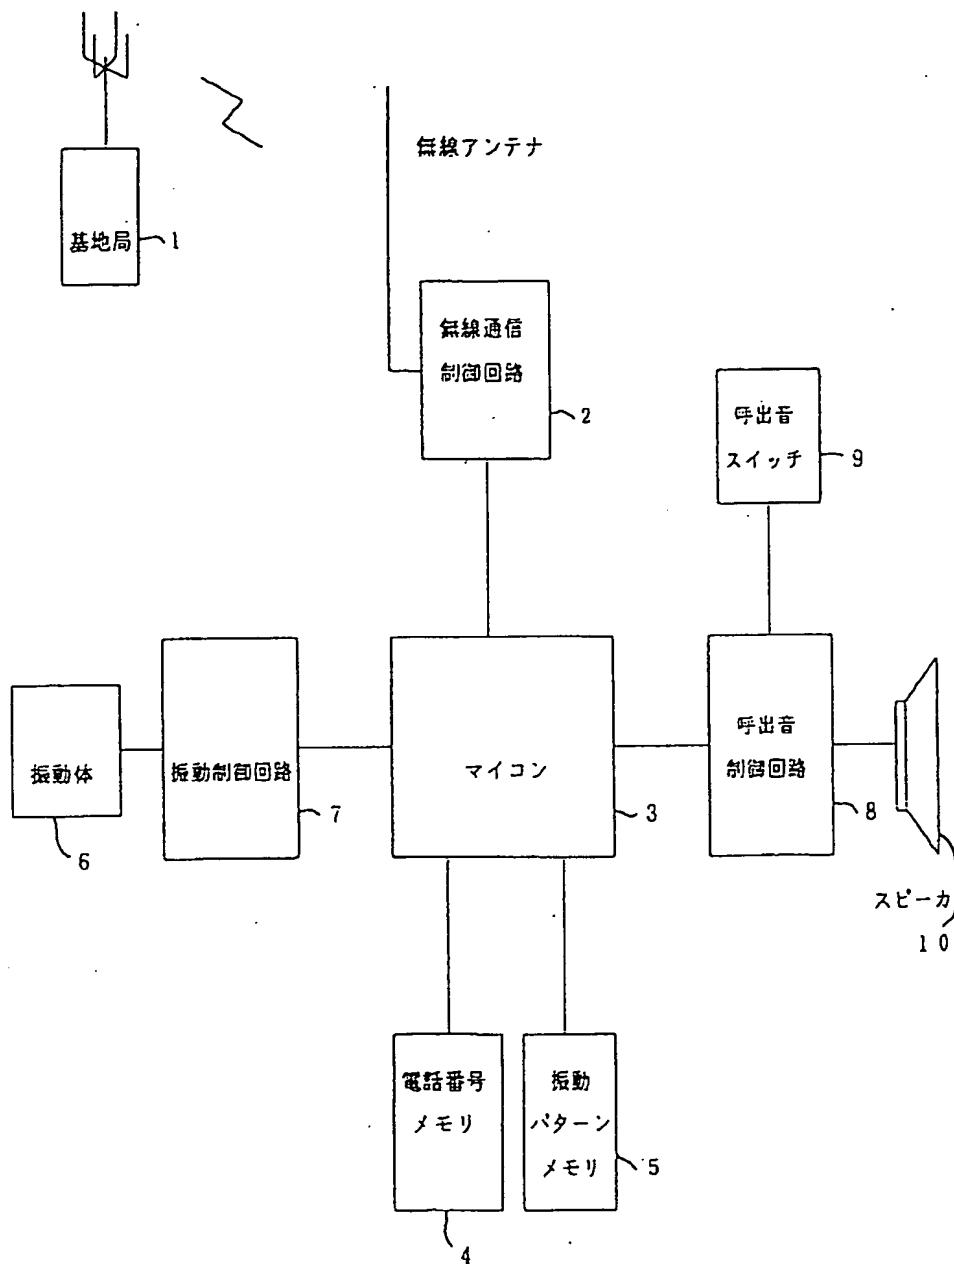 無線アンテナ
基地局
1
無線通信
制御回路
2
呼出音
スイッチ
9
振動体
6
振動制御回路
7
マイコン
3
呼出音
制御回路
8
スピーカ
10
電話番号
メモリ
4
振動
パターン
メモリ
5